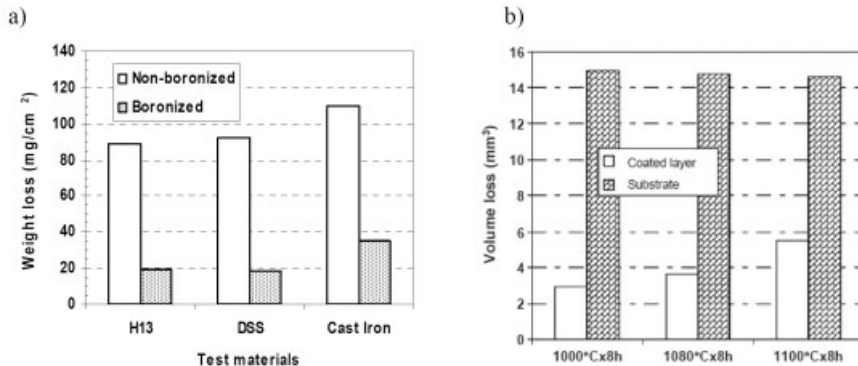 a)
140
120
100
80
60
40
20
0
Weight loss (mg/cm ²)
Non-boronized
Boronized
H13 DSS Cast Iron
Test materials
b)
16
14
12
10
8
6
4
2
0
Volume loss (mm³)
Coated layer
Substrate
1000°Cx8h 1080°Cx8h 1100°Cx8h